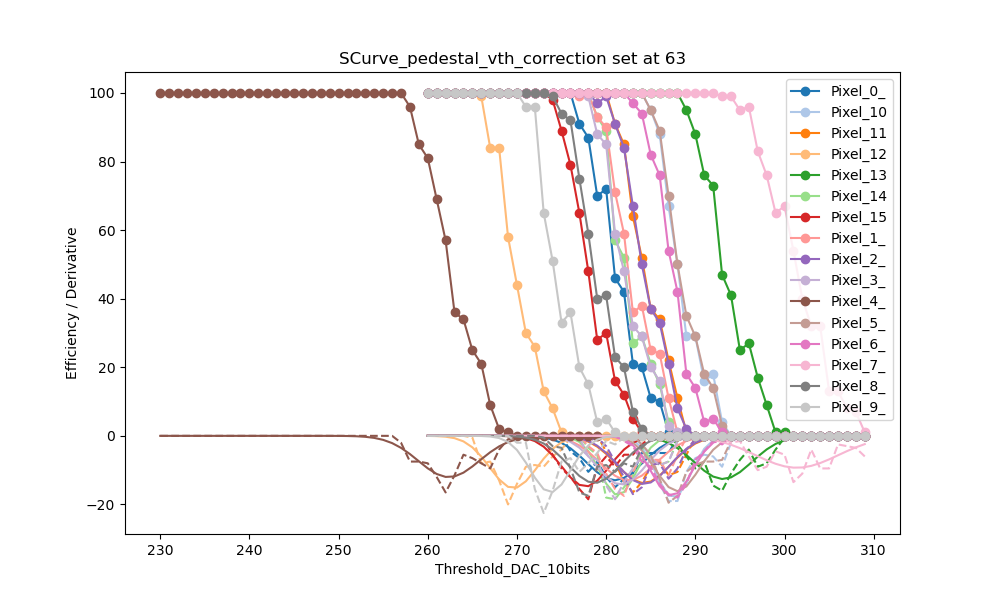 SCurve_pedestal_vth_correction set at 63
Efficiency / Derivative
100
80
60
40
20
0
−20
230
240
250
260
270
280
290
300
310
Threshold_DAC_10bits
Pixel_0_
Pixel_10
Pixel_11
Pixel_12
Pixel_13
Pixel_14
Pixel_15
Pixel_1_
Pixel_2_
Pixel_3_
Pixel_4_
Pixel_5_
Pixel_6_
Pixel_7_
Pixel_8_
Pixel_9_